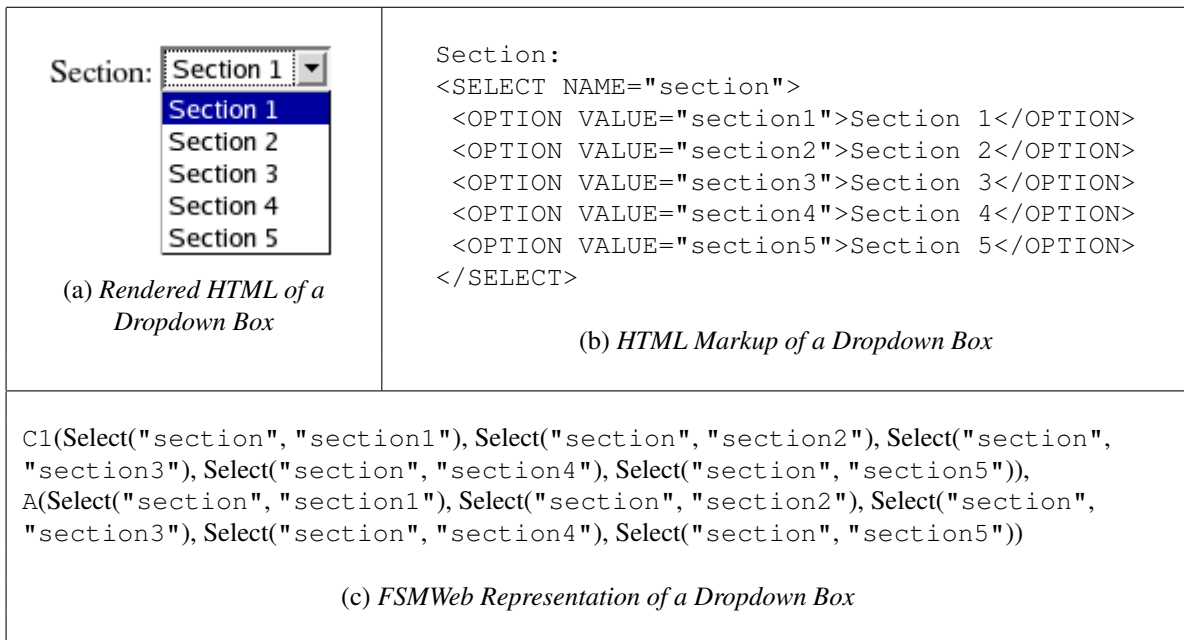 Section: Section 1
Section 1
Section 2
Section 3
Section 4
Section 5
(a) Rendered HTML of a
Dropdown Box
Section:
<SELECT NAME="section">
<OPTION VALUE="section1">Section 1</OPTION>
<OPTION VALUE="section2">Section 2</OPTION>
<OPTION VALUE="section3">Section 3</OPTION>
<OPTION VALUE="section4">Section 4</OPTION>
<OPTION VALUE="section5">Section 5</OPTION>
</SELECT>
(b) HTML Markup of a Dropdown Box
C1(Select("section", "section1"), Select("section", "section2"), Select("section",
"section3"), Select("section", "section4"), Select("section", "section5")),
A(Select("section", "section1"), Select("section", "section2"), Select("section",
"section3"), Select("section", "section4"), Select("section", "section5"))
(c) FSMWeb Representation of a Dropdown Box